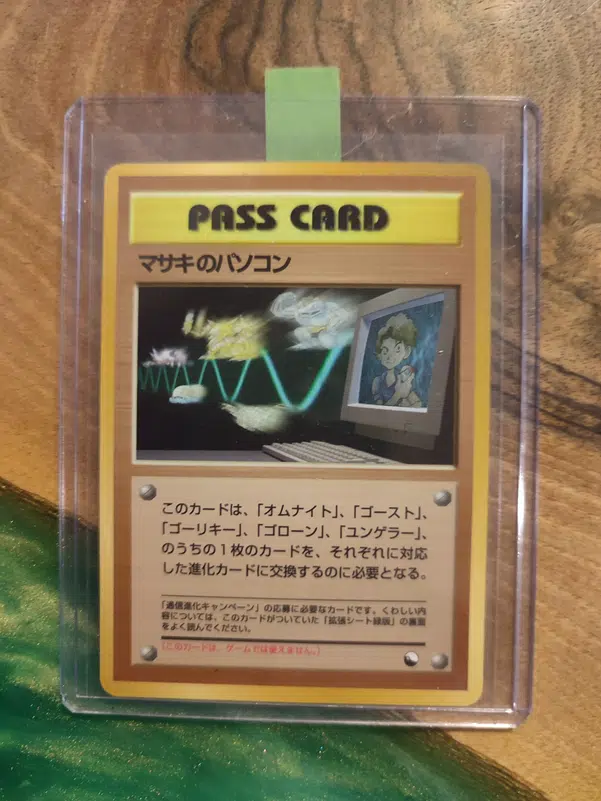 PASS CARD
マサキのパソコン
このカードは、「オムナイト」、「ゴースト」、
「ゴーリキー」、「ゴローン」、「ユンゲラー」、
のうちの1枚のカードを、それぞれに対応
した進化カードに交換するのに必要となる。
「通信進化キャンペーン」の応募に必要なカードです。くわしい内
容については、このカードがついていた「拡張シート緑版」の裏面
をよく読んでください。
(このカードは、ゲームでは使えません。)